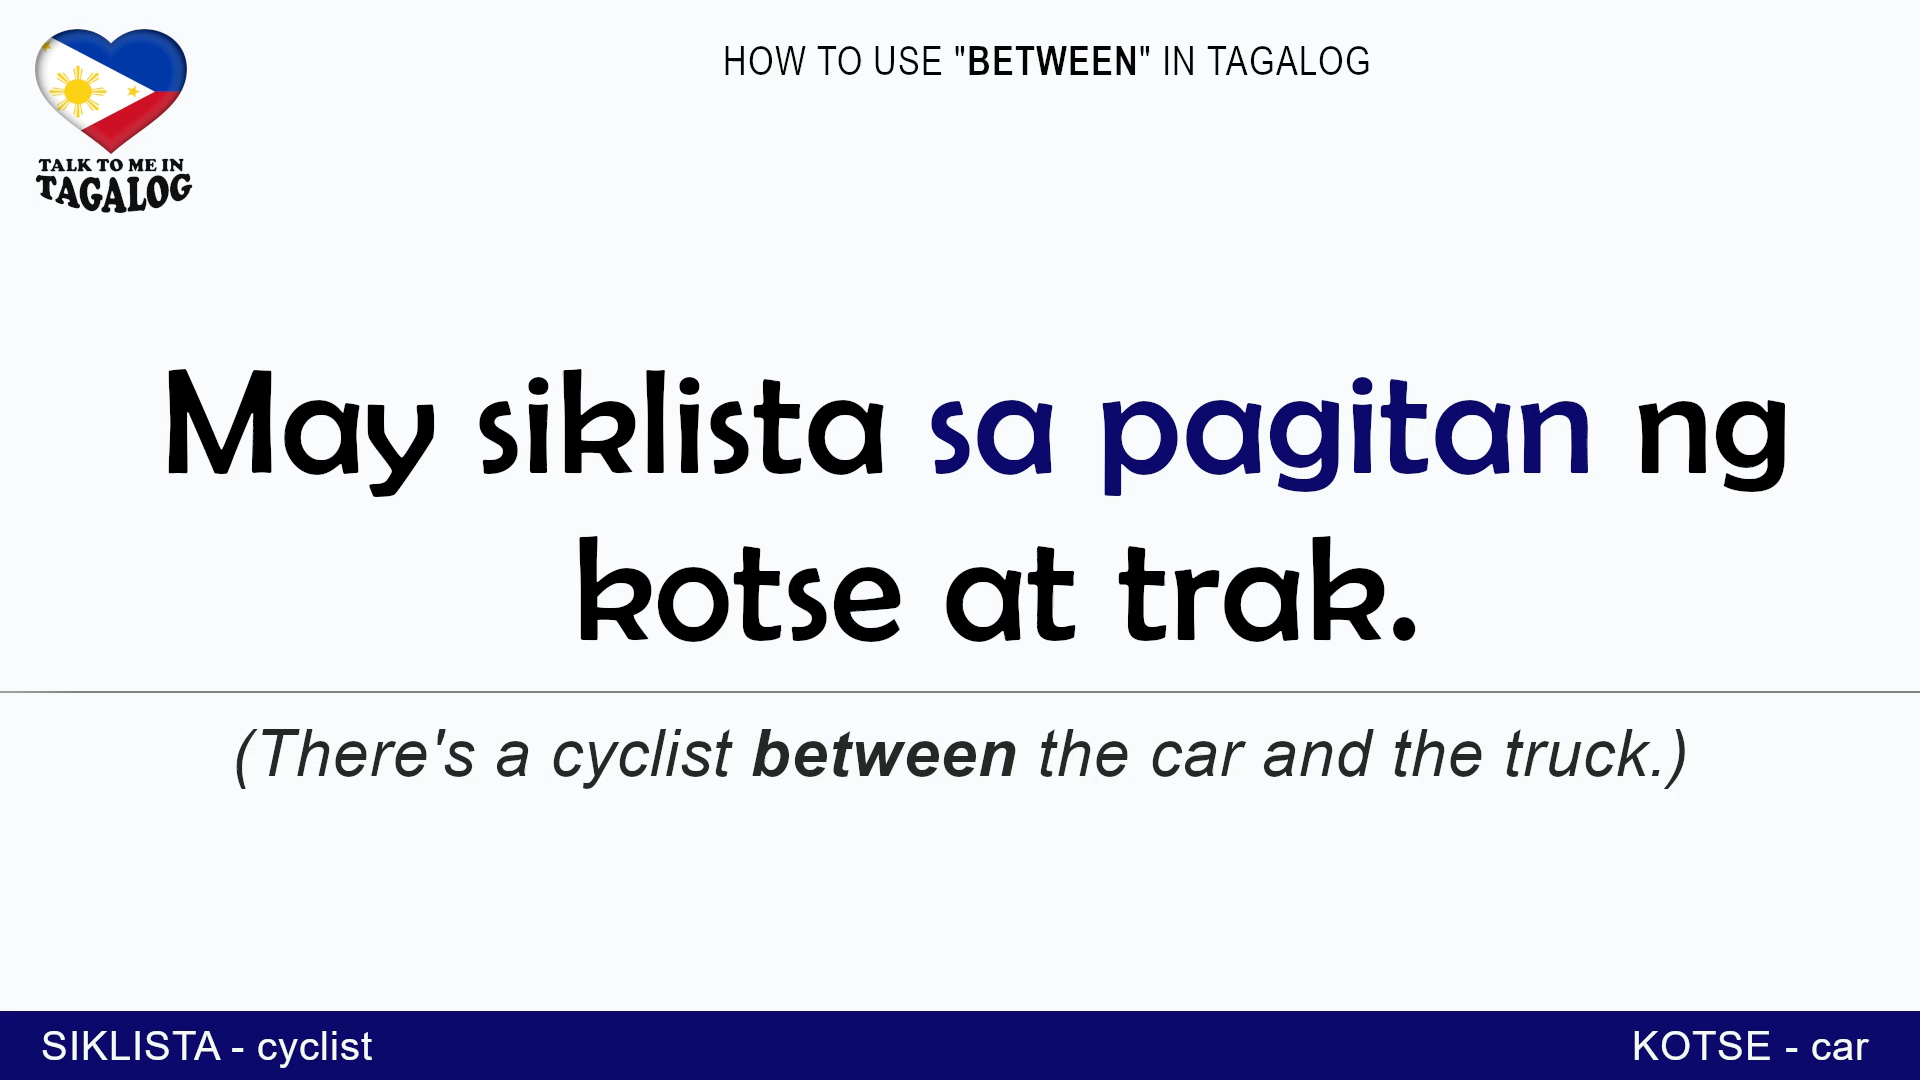 TALK TO ME IN
TAGALOG
HOW TO USE "BETWEEN" IN TAGALOG
May siklista sa pagitan ng
kotse at trak.
(There's a cyclist between the car and the truck.)
SIKLISTA - cyclist
KOTSE - car